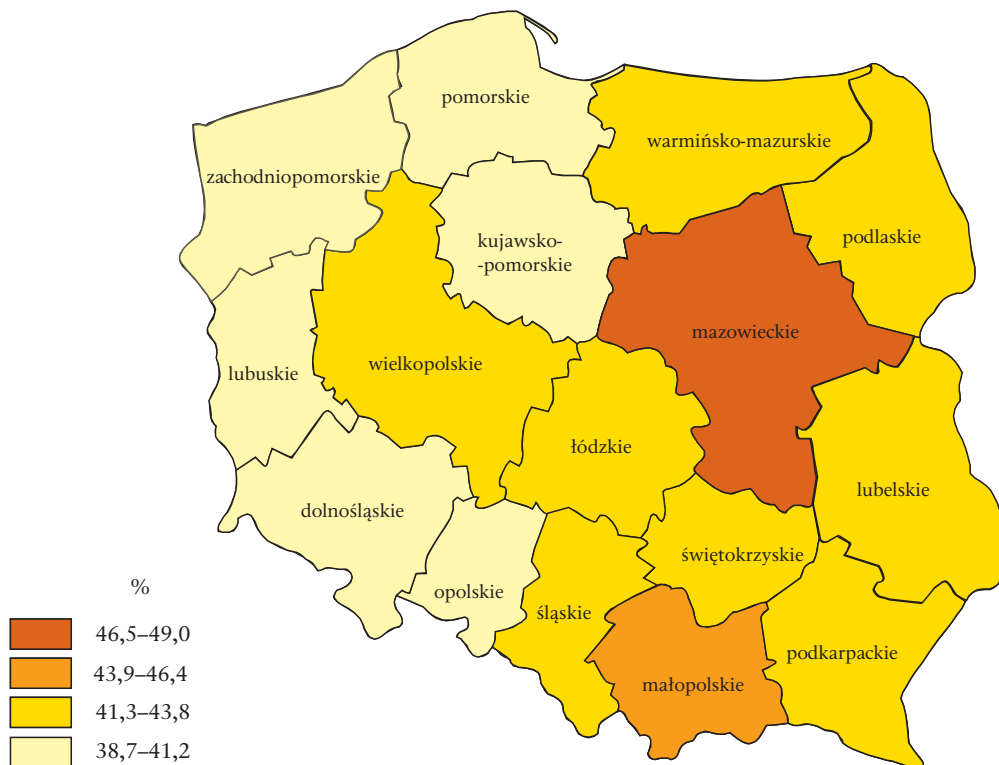 pomorskie
warmińsko-mazurskie
zachodniopomorskie
podlaskie
kujawsko-
-pomorskie
mazowieckie
wielkopolskie
lubuskie
łódzkie
lubelskie
dolnośląskie
świętokrzyskie
opolskie
śląskie
podkarpackie
małopolskie
%
46,5–49,0
43,9–46,4
41,3–43,8
38,7–41,2